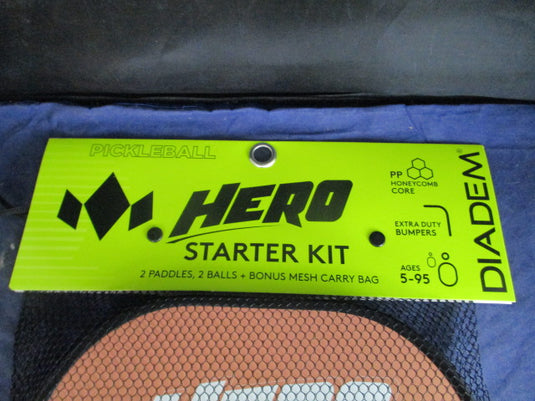 PICKLEBALL
HERO
STARTER KIT
2 PADDLES, 2 BALLS + BONUS MESH CARRY BAG
PP
HONEYCOMB
CORE
EXTRA DUTY
BUMPERS
AGES
5-95
DIADEM®
HERO